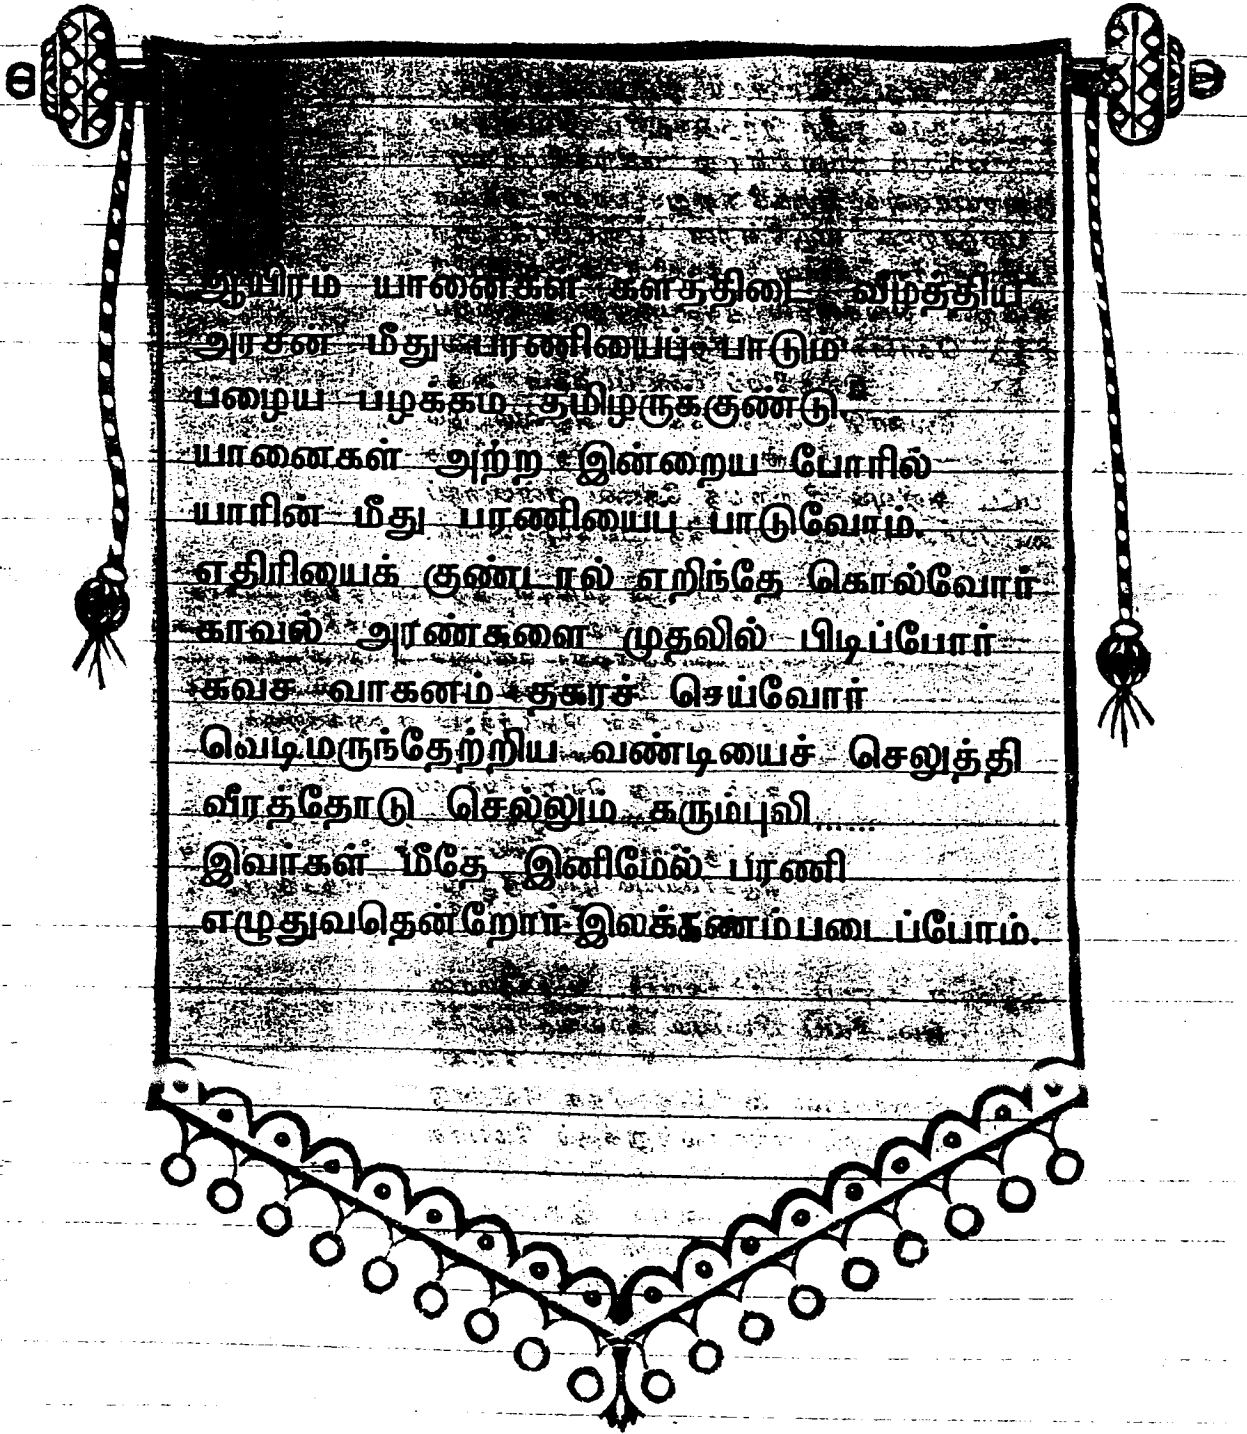 ஆயிரம் யானைகள் களத்திடை வீழ்த்திய
அரசன் மீது பரணியைப் பாடும்
பழைய பழக்கம் தமிழருக்குண்டு.
யானைகள் அற்ற இன்றைய போரில்
யாரின் மீது பரணியைப் பாடுவோம்.
எதிரியைக் குண்டால் எறிந்தே கொல்வோர்
காவல் அரண்களை முதலில் பிடிப்போர்
கவச வாகனம் தகரச் செய்வோர்
வெடிமருந்தேற்றிய வண்டியைச் செலுத்தி
வீரத்தோடு செல்லும் கரும்புலி......
இவர்கள் மீதே இனிமேல் பரணி
எழுதுவதென்றோர் இலக்கணம் படைப்போம்.